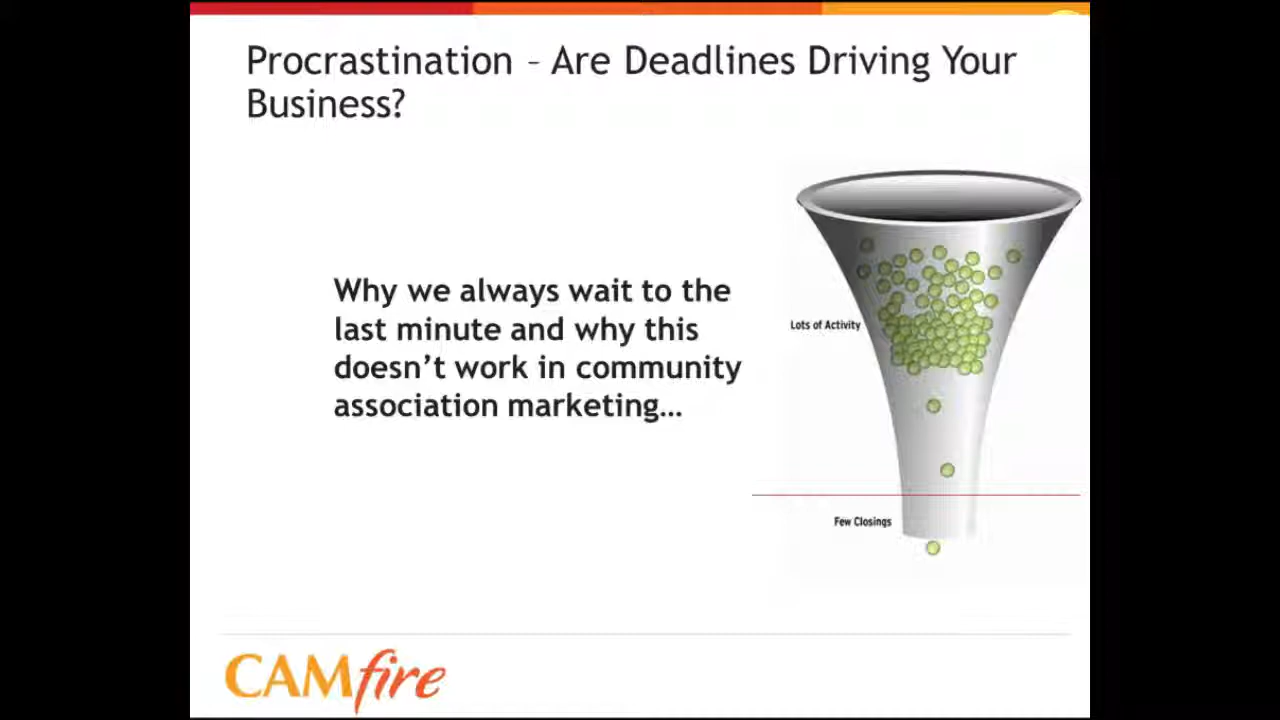 Procrastination – Are Deadlines Driving Your
Business?
Why we always wait to the
last minute and why this
doesn't work in community
association marketing…
Lots of Activity
Few Closings
CAMfire